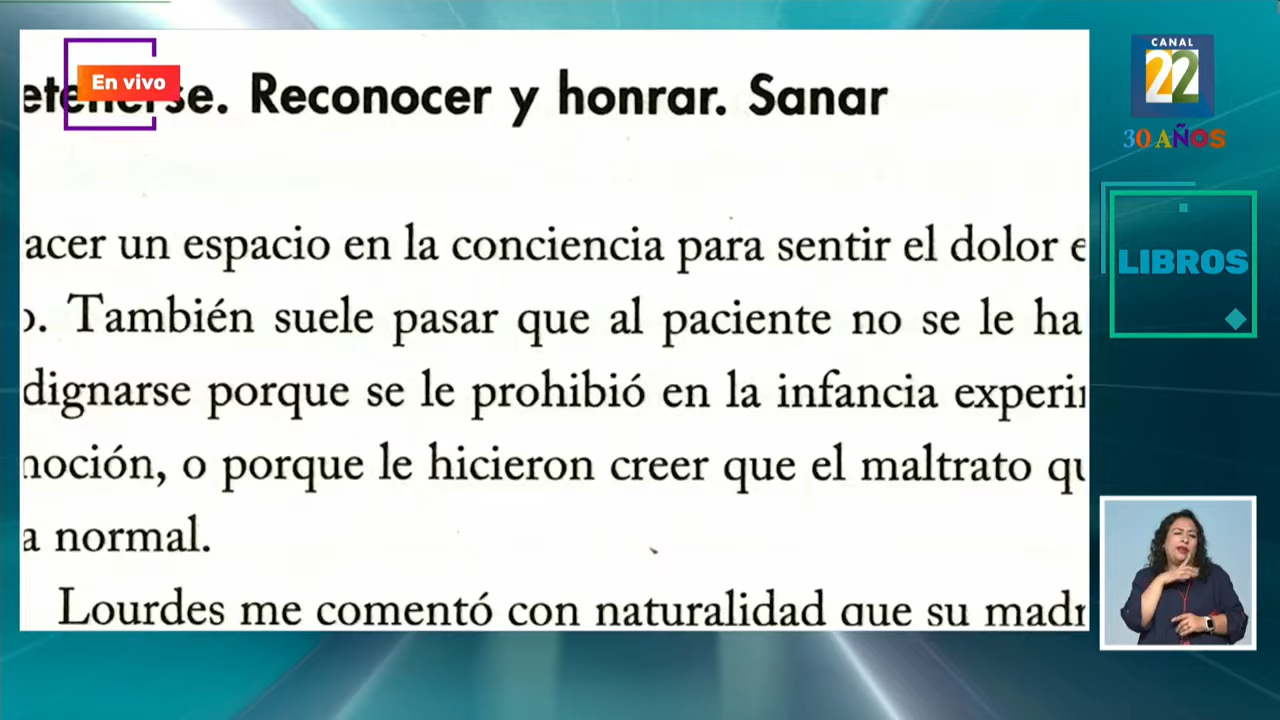 En vivo
se. Reconocer y honrar. Sanar
acer un espacio en la conciencia para sentir el dolor e
o. También suele pasar que al paciente no se le ha
dignarse porque se le prohibió en la infancia experi
noción, o porque le hicieron creer que el maltrato qu
a normal.
Lourdes me comentó con naturalidad que su madr
CANAL
22
30 AÑOS
LIBROS